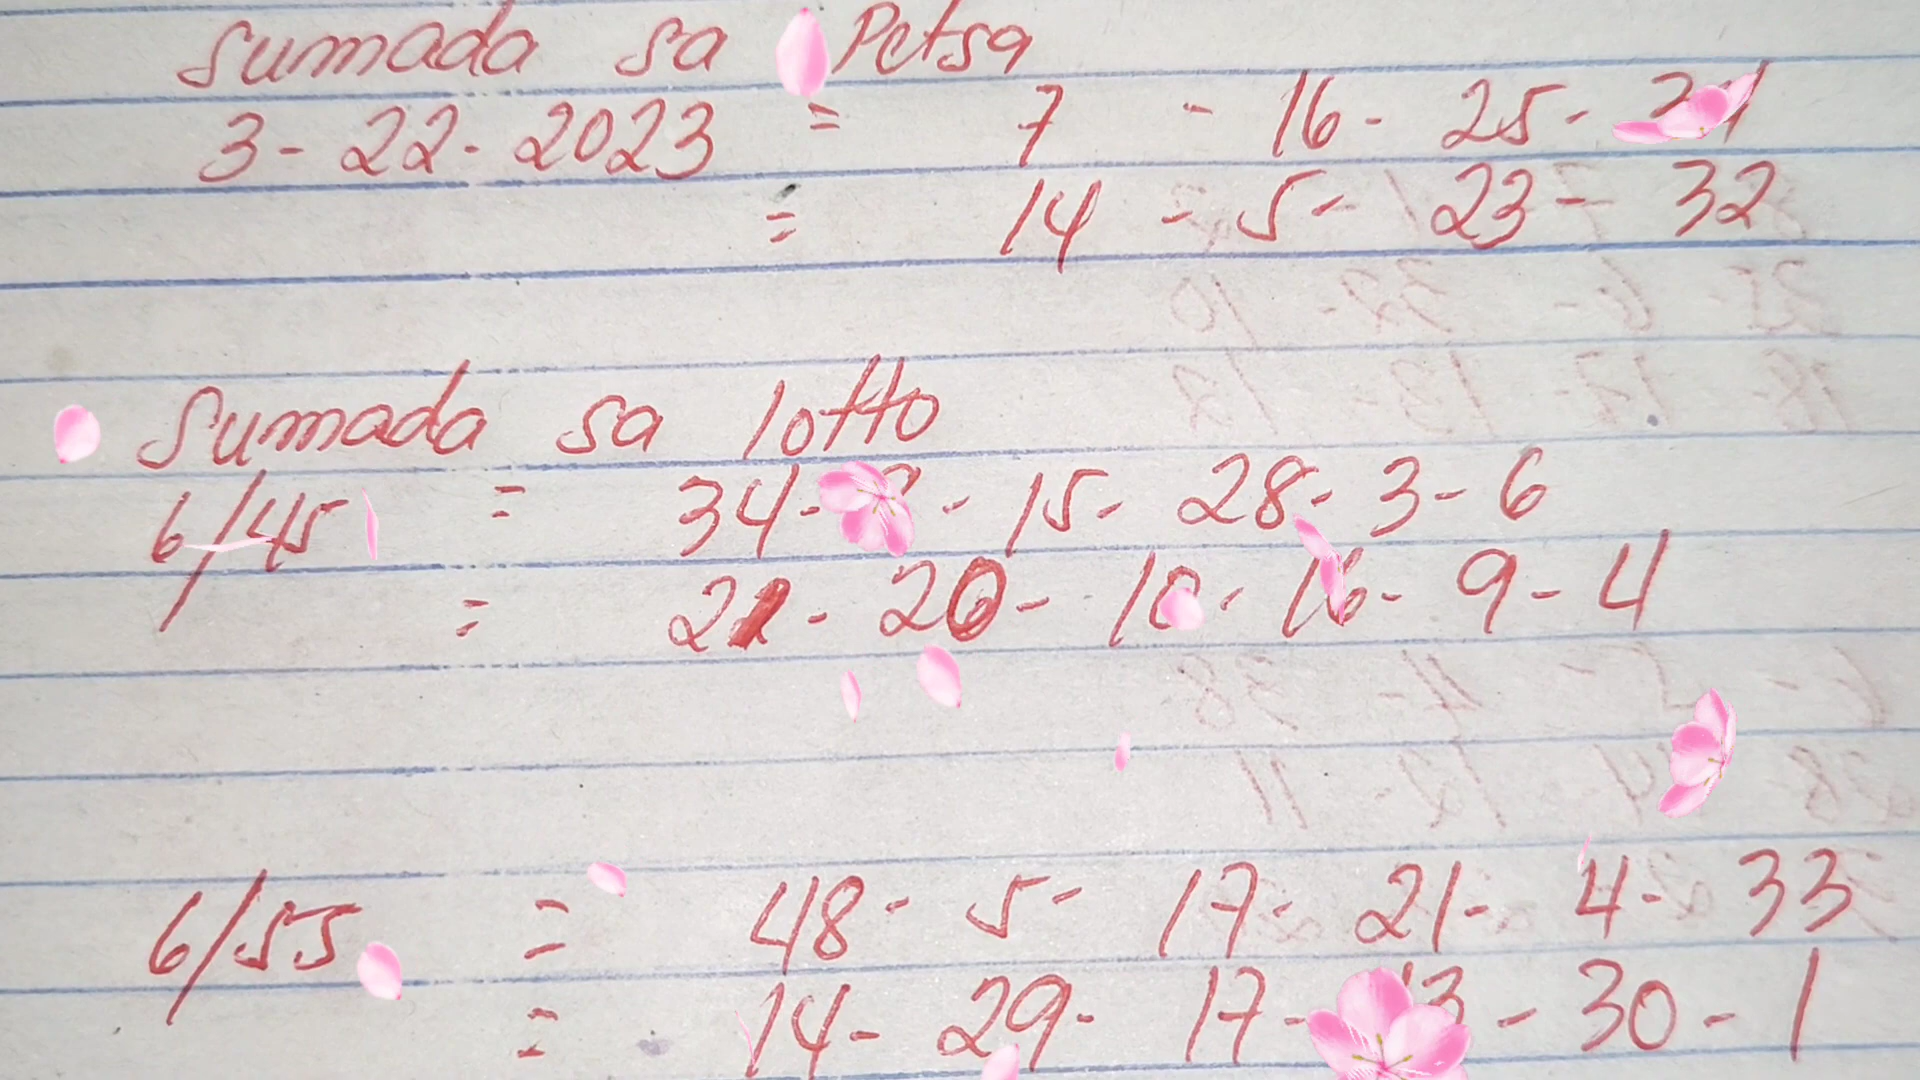 Sumada sa Petsa
3-22-2023 = 7 - 16- 25-
= 14 - 5- 23- 32
Sumada sa lotto
6/45 = 34- - 15- 28- 3- 6
= 21- 20- - 16- 9- 4
6/55 = 48- 5- 17- 21- 4- 33
= 14- 29- 17- - 30- 1